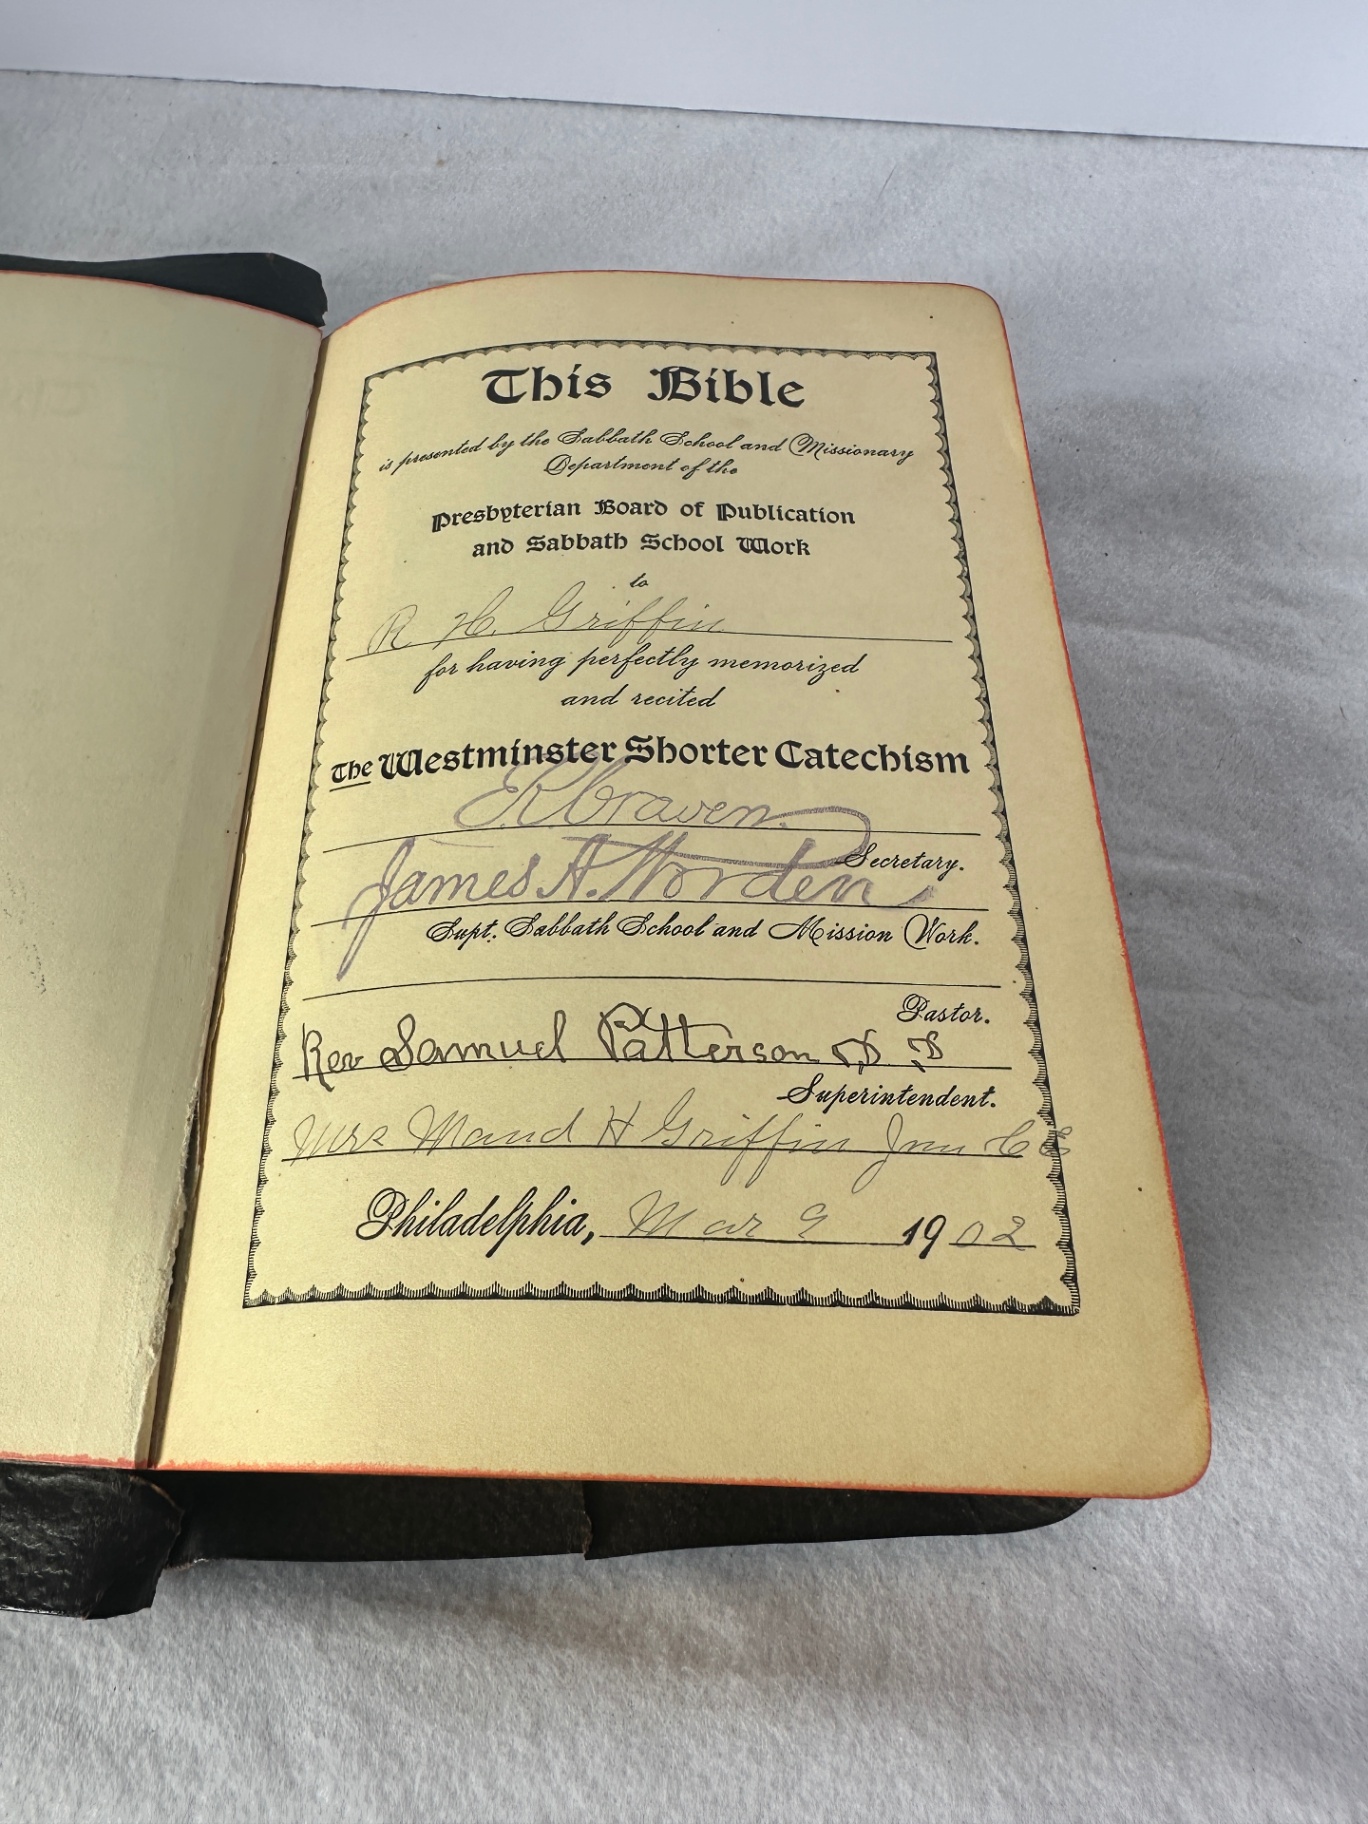 This Bible
is presented by the Sabbath School and Missionary
Department of the
Presbyterian Board of Publication
and Sabbath School Work
to
R. H. Griffin
for having perfectly memorized
and recited
The Westminster Shorter Catechism
E. R. Craven
Secretary.
James A. Worden
Supt. Sabbath School and Mission Work.
Pastor.
Rev Samuel Patterson D D
Superintendent.
Mrs Maud H Griffin Jun C E
Philadelphia, Mar 9 1902